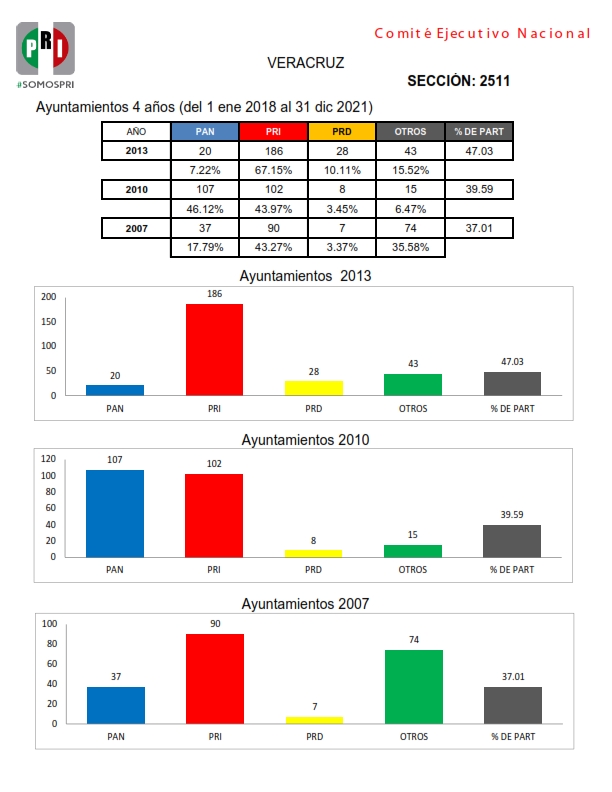 Comité Ejecutivo Nacional
PRI
#SOMOSPRI
VERACRUZ
SECCIÓN: 2511
Ayuntamientos 4 años (del 1 ene 2018 al 31 dic 2021)
AÑO PAN PRI PRD OTROS % DE PART
2013 20 186 28 43 47.03
7.22% 67.15% 10.11% 15.52%
2010 107 102 8 15 39.59
46.12% 43.97% 3.45% 6.47%
2007 37 90 7 74 37.01
17.79% 43.27% 3.37% 35.58%
Ayuntamientos 2013
200
150
100
50
0
20 186 28 43 47.03
PAN PRI PRD OTROS % DE PART
Ayuntamientos 2010
120
100
80
60
40
20
0
107 102 8 15 39.59
PAN PRI PRD OTROS % DE PART
Ayuntamientos 2007
100
80
60
40
20
0
37 90 7 74 37.01
PAN PRI PRD OTROS % DE PART